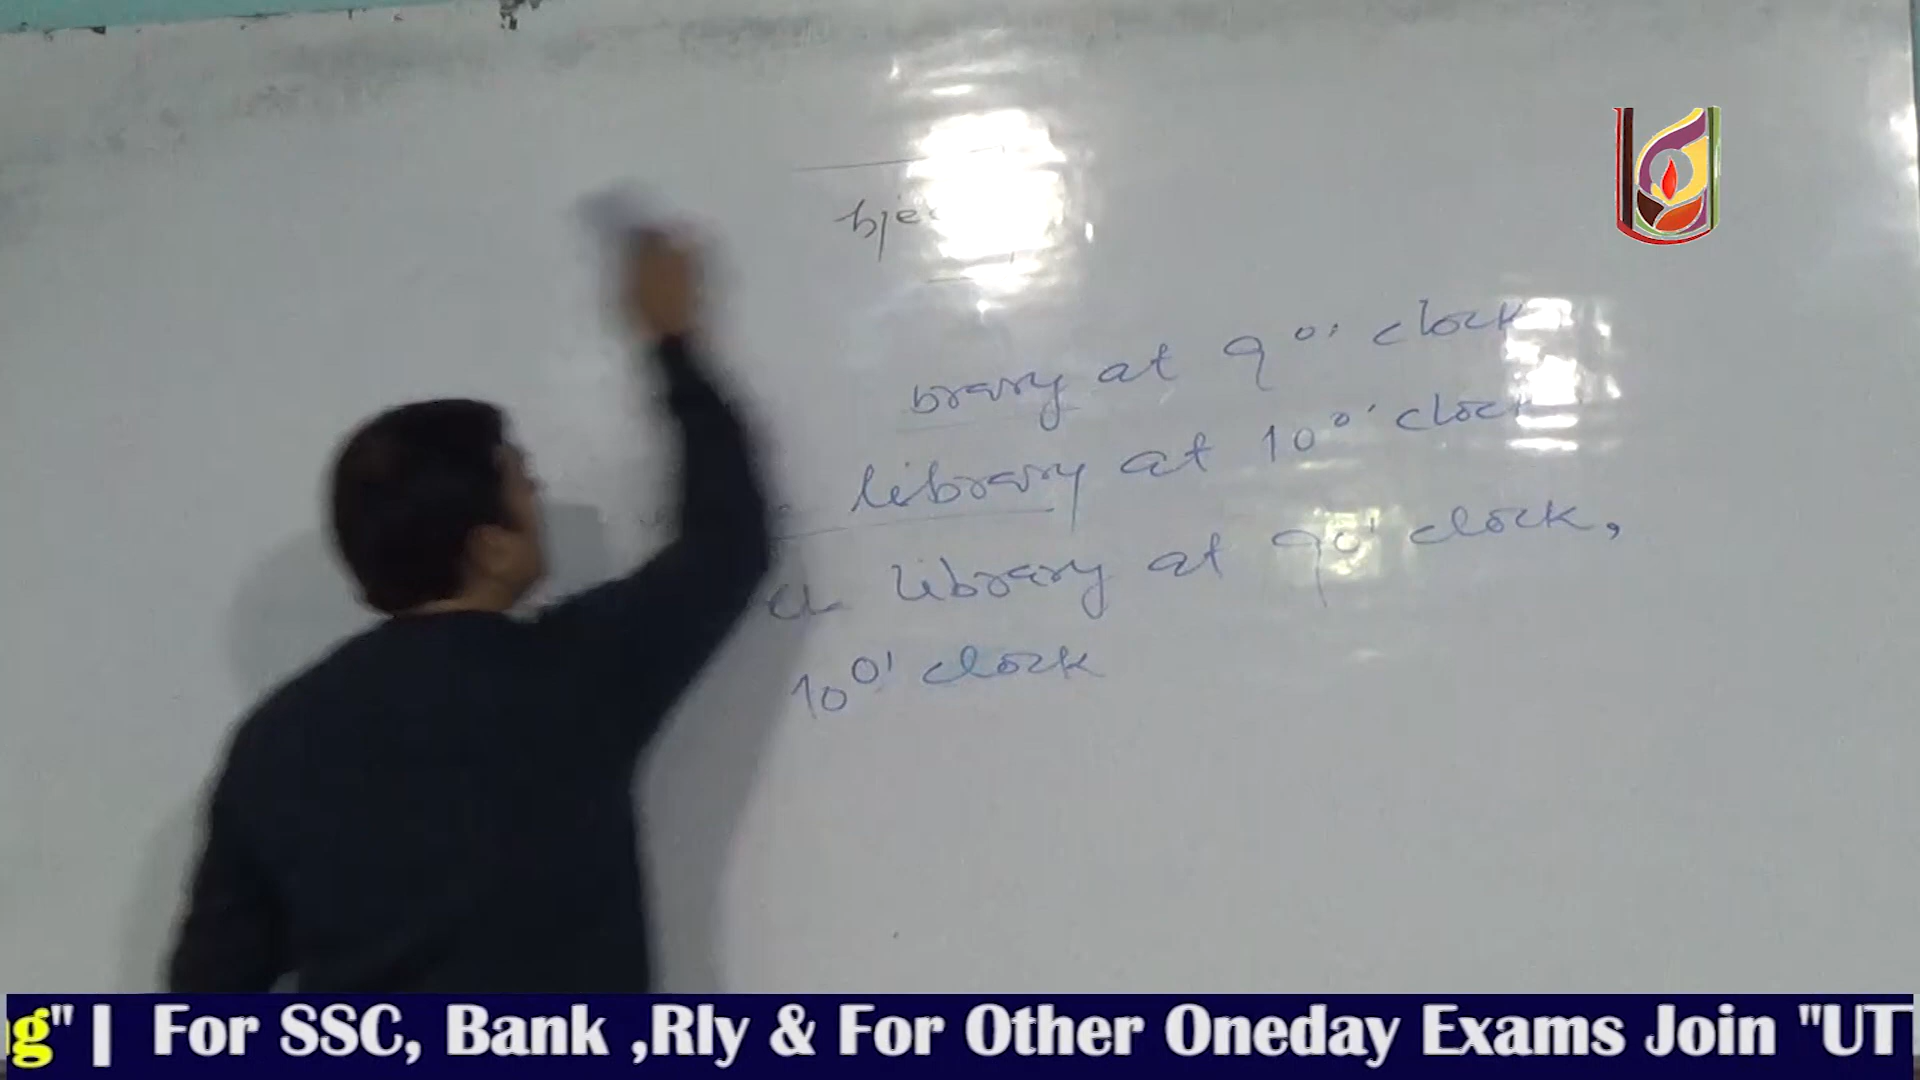 bje
brary at 9 o' clock
library at 10 o' clock
a library at 9 o' clock,
10 o' clock
g" | For SSC, Bank ,Rly & For Other Oneday Exams Join "UT